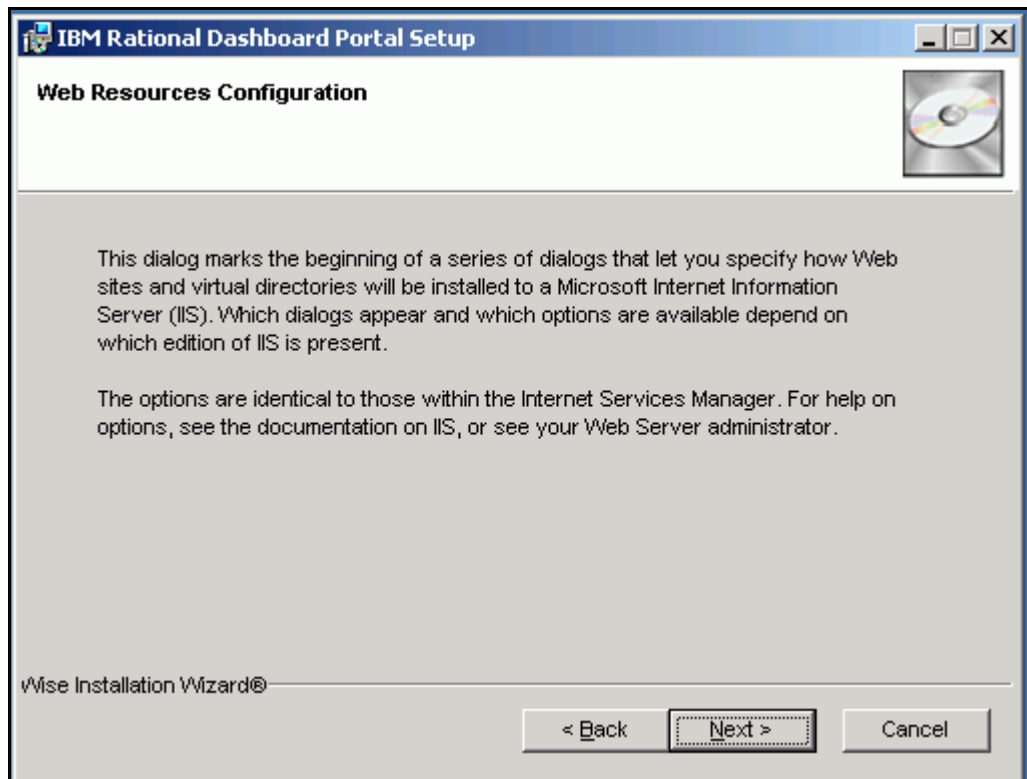 IBM Rational Dashboard Portal Setup
Web Resources Configuration
This dialog marks the beginning of a series of dialogs that let you specify how Web
sites and virtual directories will be installed to a Microsoft Internet Information
Server (IIS). Which dialogs appear and which options are available depend on
which edition of IIS is present.
The options are identical to those within the Internet Services Manager. For help on
options, see the documentation on IIS, or see your Web Server administrator.
Wise Installation Wizard®
< Back Next > Cancel